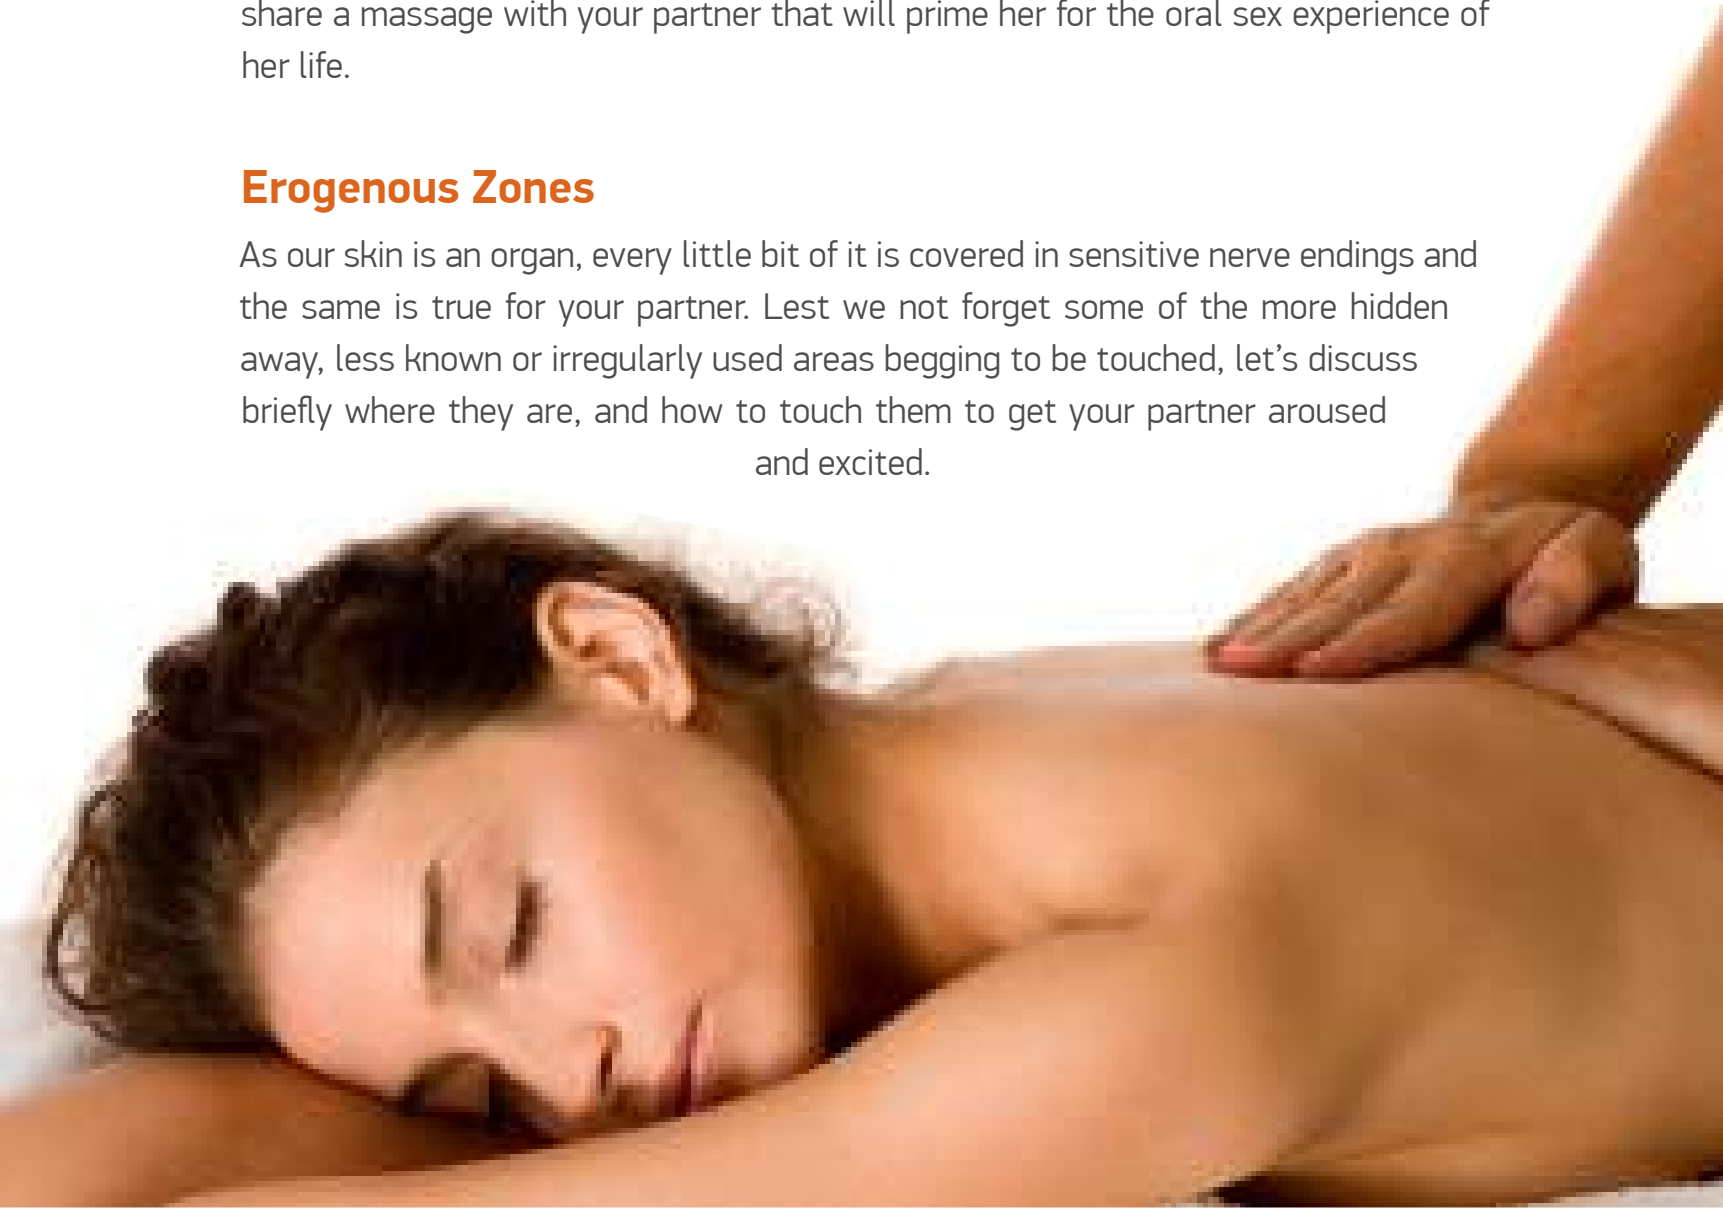 share a massage with your partner that will prime her for the oral sex experience of
her life.
Erogenous Zones
As our skin is an organ, every little bit of it is covered in sensitive nerve endings and
the same is true for your partner. Lest we not forget some of the more hidden
away, less known or irregularly used areas begging to be touched, let’s discuss
briefly where they are, and how to touch them to get your partner aroused
and excited.